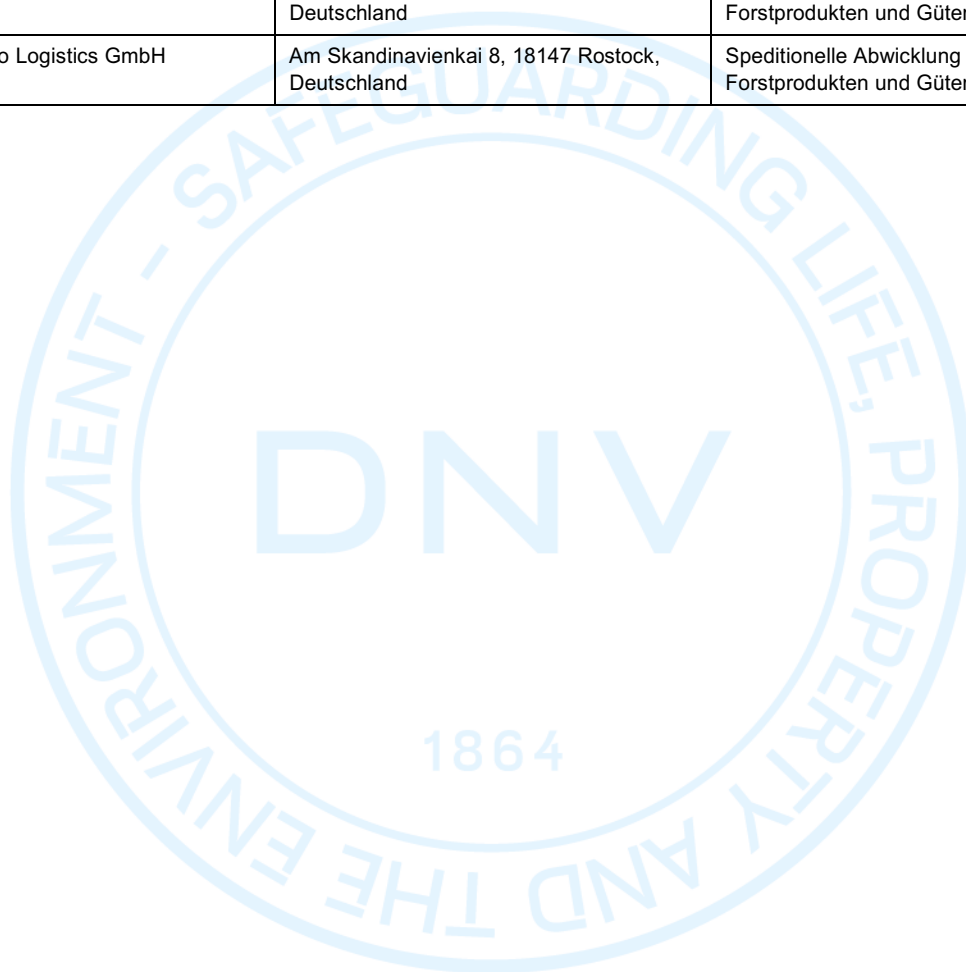 Deutschland
Forstprodukten und Güter
o Logistics GmbH
Am Skandinavienkai 8, 18147 Rostock,
Speditionelle Abwicklung
Deutschland
Forstprodukten und Güter
SAFEGUARDING LIFE, PROPERTY AND THE ENVIRONMENT -
DNV
1864